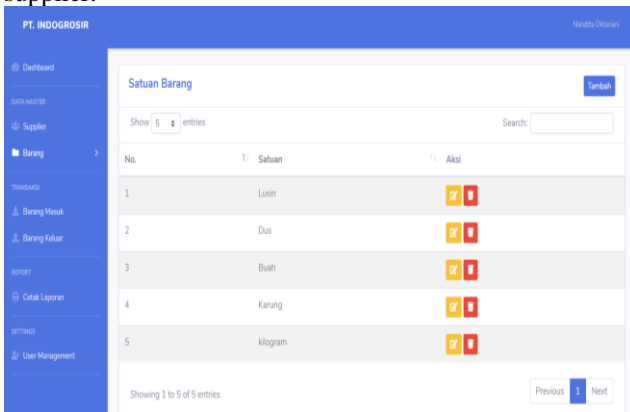 supplier.
PT. INDOGROSIR
Nandita Oktariani
Dashboard
DATA MASTER
Supplier
Barang
TRANSAKSI
Barang Masuk
Barang Keluar
REPORT
Cetak Laporan
SETTINGS
User Management
Satuan Barang
Tambah
Show 5 entries
Search:
No. Satuan Aksi
1 Lusin
2 Dus
3 Buah
4 Karung
5 kilogram
Showing 1 to 5 of 5 entries
Previous 1 Next